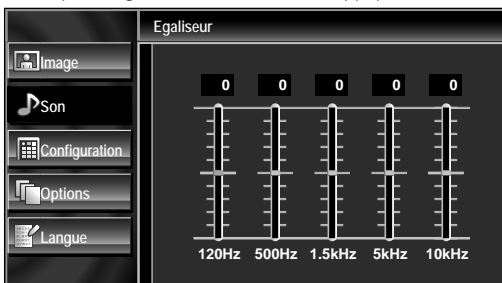 Egaliseur
Image
Son
Configuration
Options
Langue
0 0 0 0 0
120Hz 500Hz 1.5kHz 5kHz 10kHz